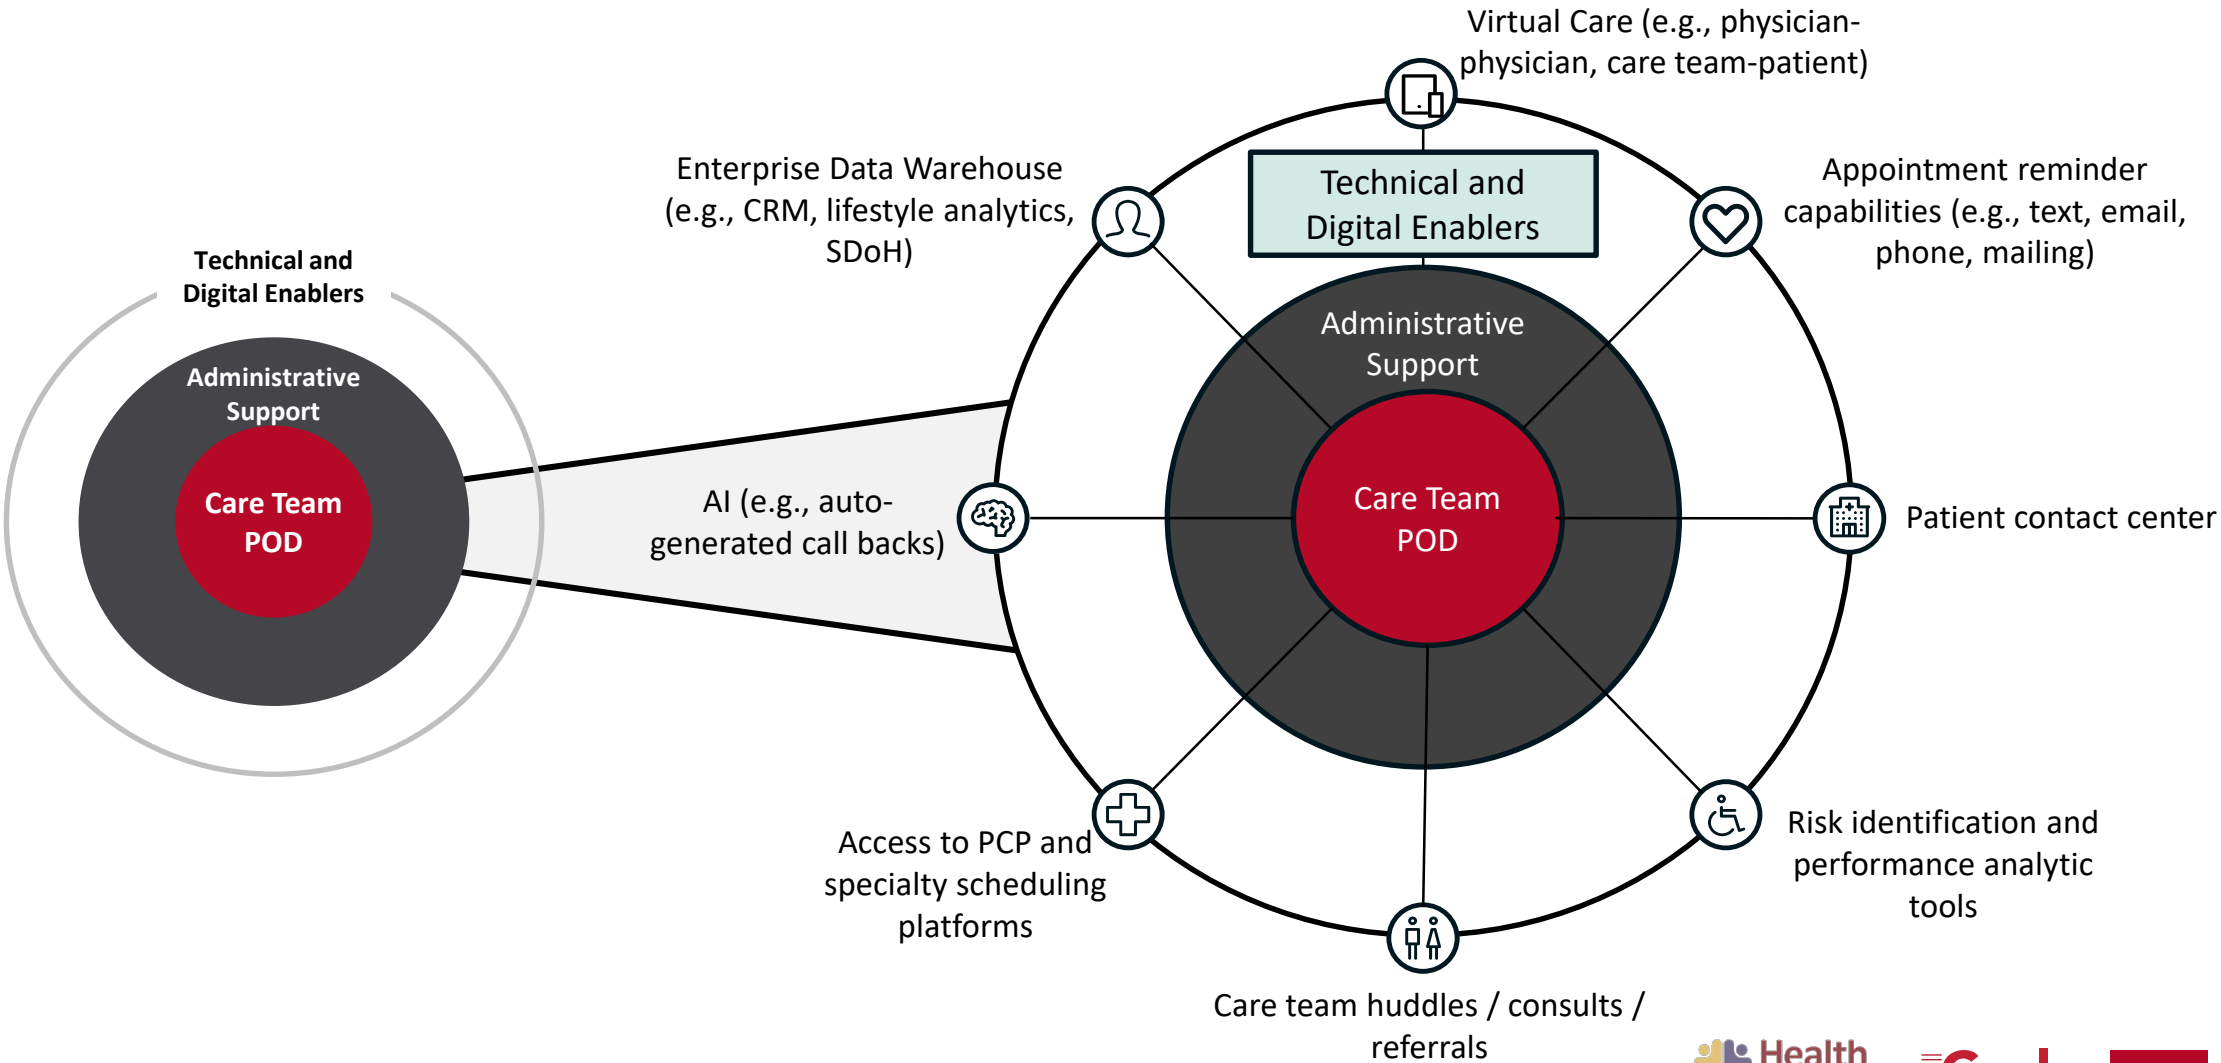 Virtual Care (e.g., physician-
physician, care team-patient)
Enterprise Data Warehouse
(e.g., CRM, lifestyle analytics,
SDoH)
Technical and
Digital Enablers
Appointment reminder
capabilities (e.g., text, email,
phone, mailing)
Technical and
Digital Enablers
Administrative
Support
Care Team
POD
Administrative
Support
Care Team
POD
AI (e.g., auto-
generated call backs)
Patient contact center
Access to PCP and
specialty scheduling
platforms
Risk identification and
performance analytic
tools
Care team huddles / consults /
referrals
Health